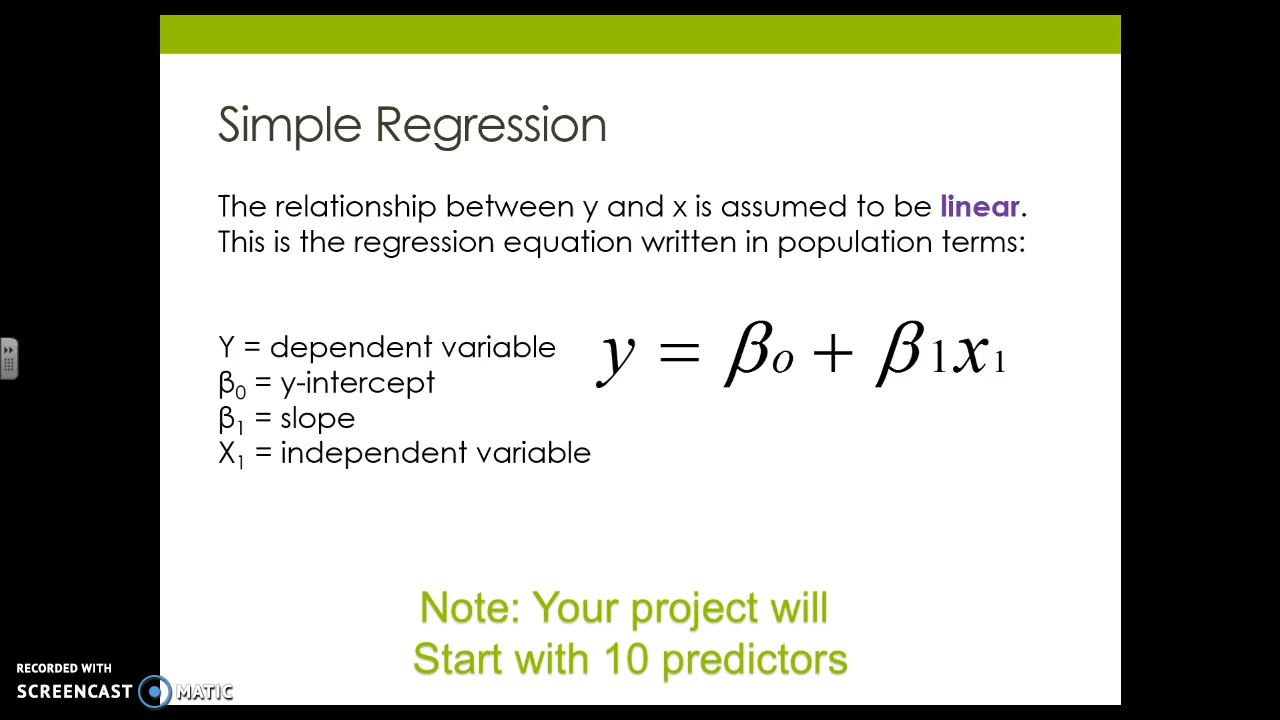 Simple Regression
The relationship between y and x is assumed to be linear.
This is the regression equation written in population terms:
Y = dependent variable
β0 = y-intercept
β1 = slope
X1 = independent variable
y = βo + β1x1
Note: Your project will
Start with 10 predictors
RECORDED WITH
SCREENCAST MATIC